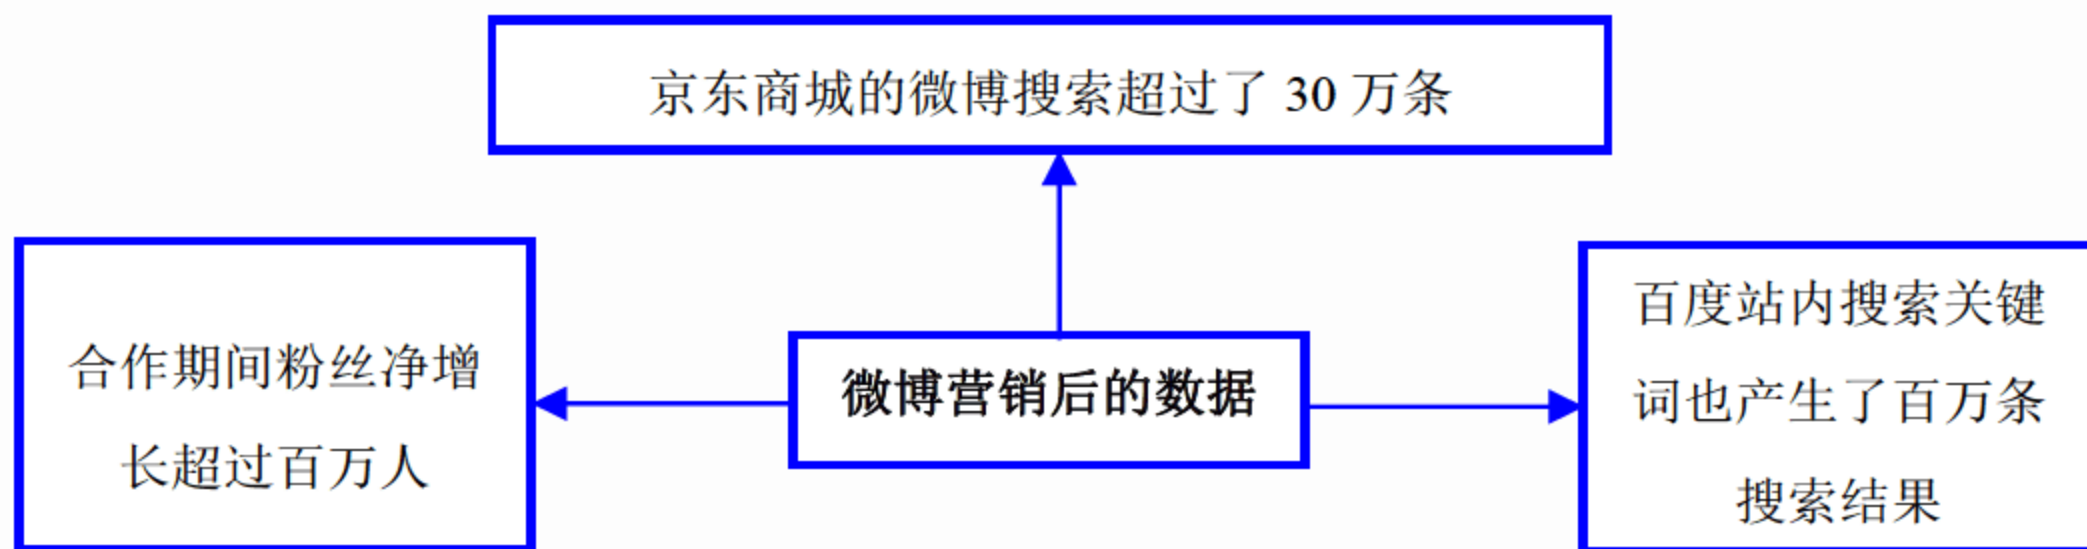 京东商城的微博搜索超过了 30 万条
合作期间粉丝净增
长超过百万人
微博营销后的数据
百度站内搜索关键
词也产生了百万条
搜索结果